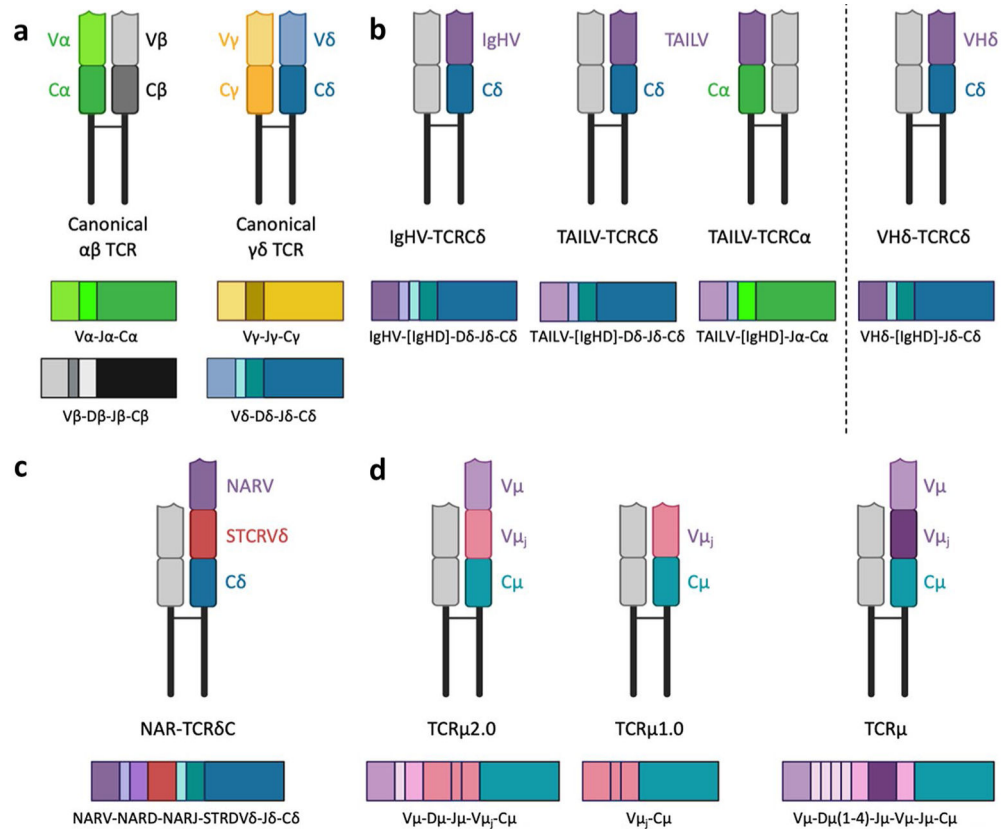 a
Vα
Vβ
Cα
Cβ
Canonical
αβ TCR
Vα-Jα-Cα
Vβ-Dβ-Jβ-Cβ
Vγ
Vδ
Cγ
Cδ
Canonical
γδ TCR
Vγ-Jγ-Cγ
Vδ-Dδ-Jδ-Cδ
b
IgHV
Cδ
IgHV-TCRCδ
IgHV-[IgHD]-Dδ-Jδ-Cδ
TAILV
Cδ
TAILV-TCRCδ
TAILV-[IgHD]-Dδ-Jδ-Cδ
Cα
TAILV-TCRCα
TAILV-[IgHD]-Jα-Cα
VHδ
Cδ
VHδ-TCRCδ
VHδ-[IgHD]-Jδ-Cδ
c
NARV
STCRVδ
Cδ
NAR-TCRδC
NARV-NARD-NARJ-STRDVδ-Jδ-Cδ
d
Vμ
Vμj
Cμ
TCRμ2.0
Vμ-Dμ-Jμ-Vμj-Cμ
Vμj
Cμ
TCRμ1.0
Vμj-Cμ
Vμ
Vμj
Cμ
TCRμ
Vμ-Dμ(1-4)-Jμ-Vμ-Jμ-Cμ